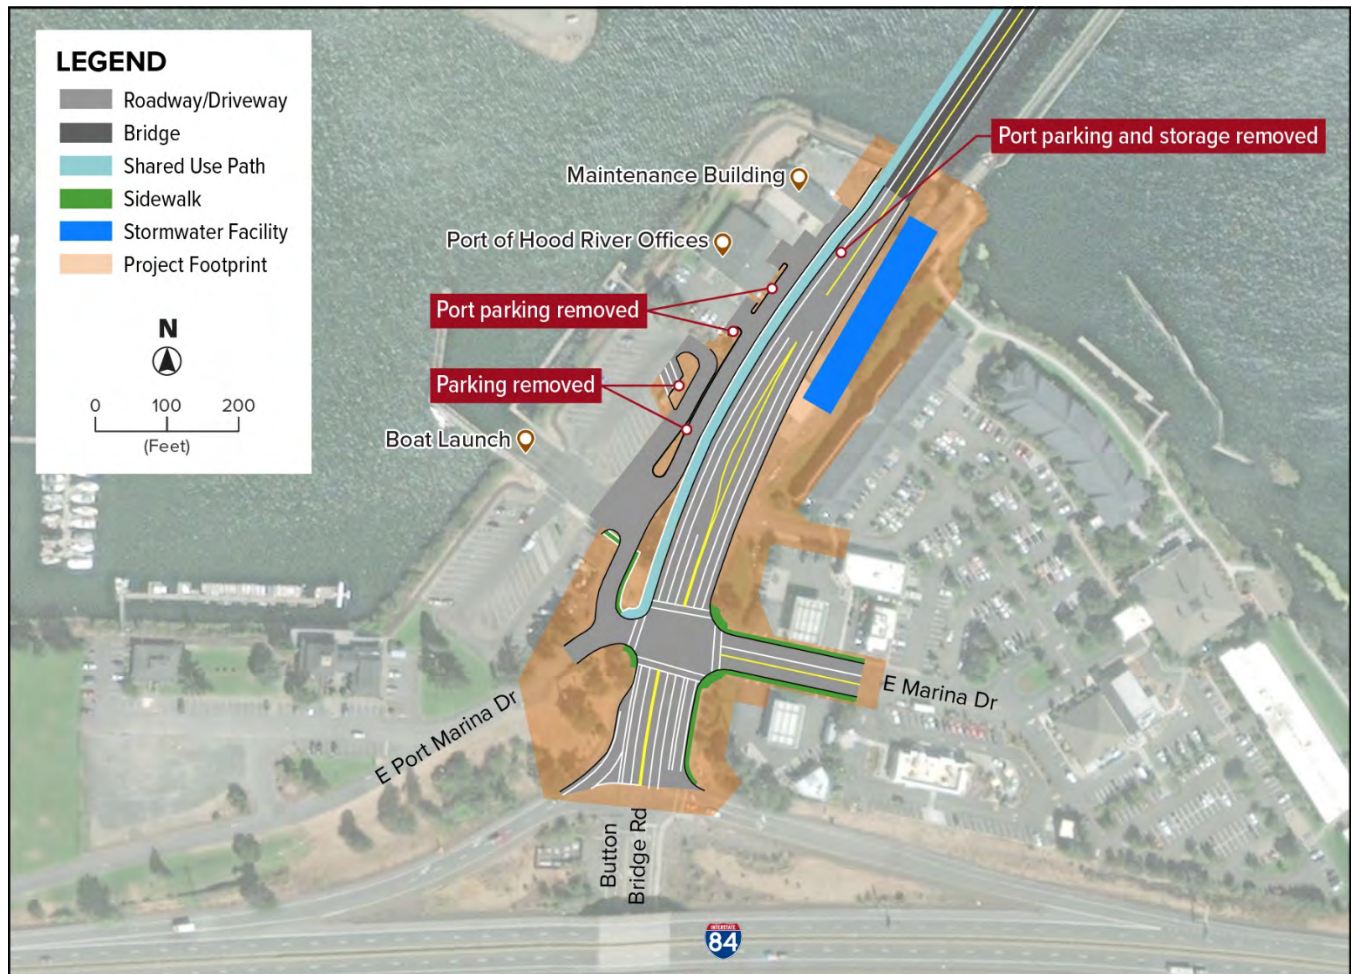 LEGEND
Roadway/Driveway
Bridge
Shared Use Path
Sidewalk
Stormwater Facility
Project Footprint
N
0 100 200
(Feet)
Port parking and storage removed
Maintenance Building
Port of Hood River Offices
Port parking removed
Parking removed
Boat Launch
E Marina Dr
E Port Marina Dr
Button
Bridge Rd
INTERSTATE
84